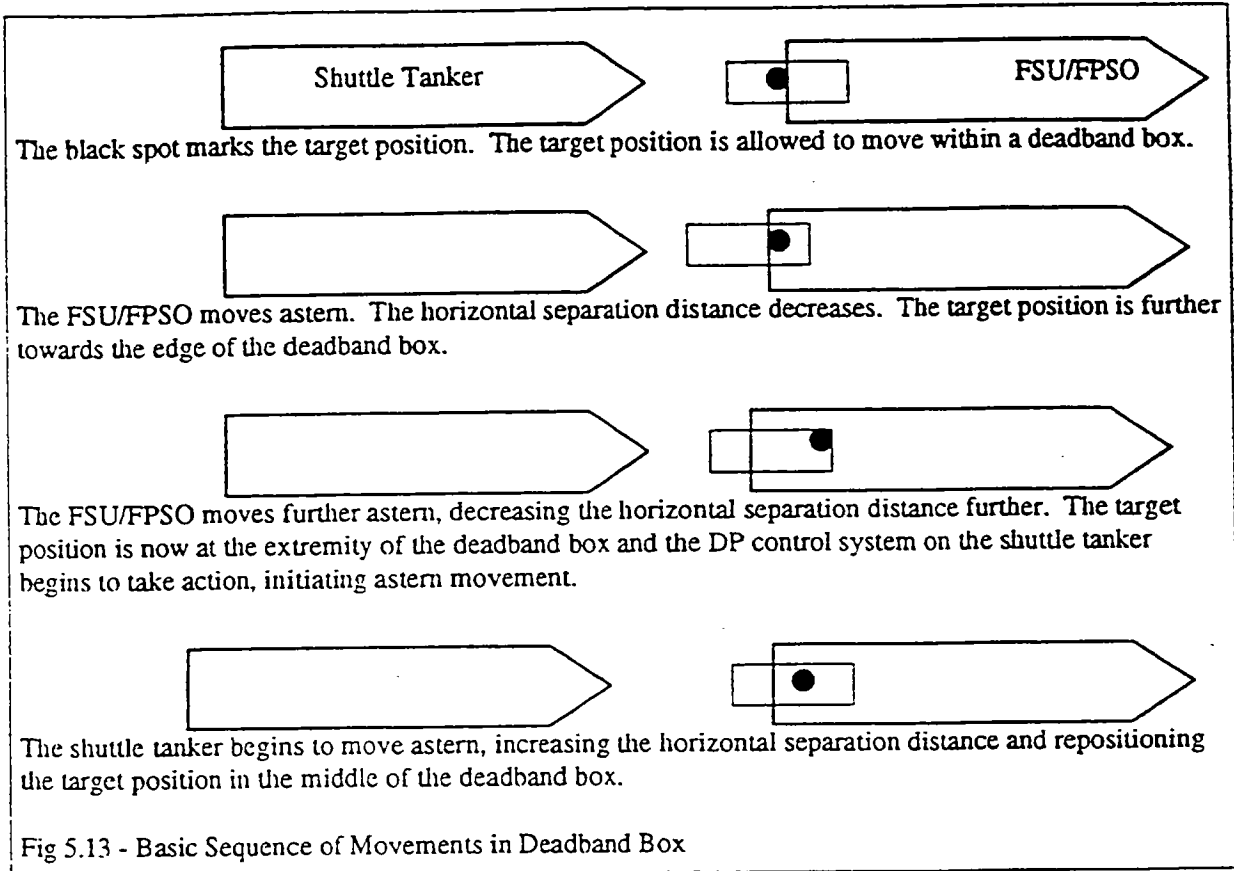 Shuttle Tanker
FSU/FPSO
The black spot marks the target position. The target position is allowed to move within a deadband box.
The FSU/FPSO moves astern. The horizontal separation distance decreases. The target position is further
towards the edge of the deadband box.
The FSU/FPSO moves further astern, decreasing the horizontal separation distance further. The target
position is now at the extremity of the deadband box and the DP control system on the shuttle tanker
begins to take action, initiating astern movement.
The shuttle tanker begins to move astern, increasing the horizontal separation distance and repositioning
the target position in the middle of the deadband box.
Fig 5.13 - Basic Sequence of Movements in Deadband Box